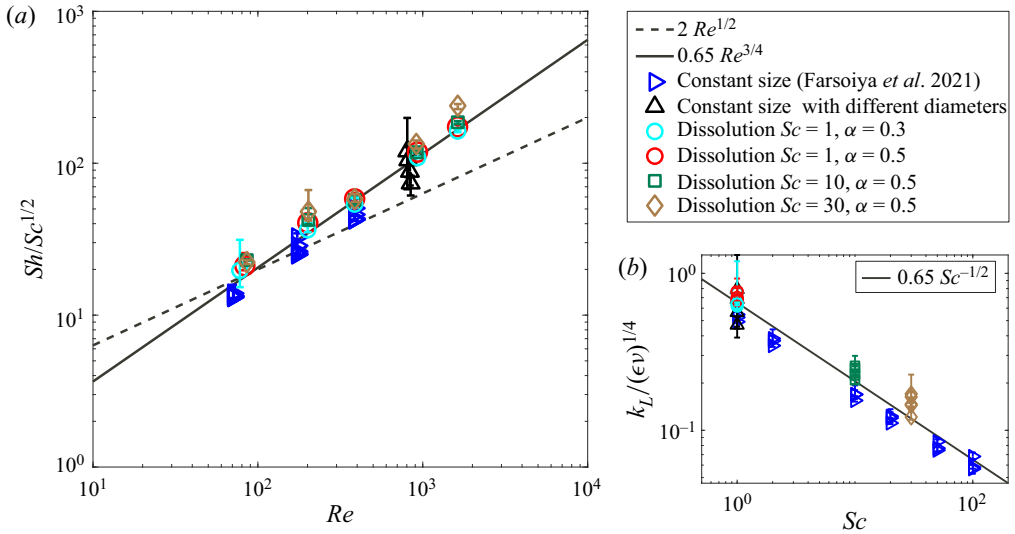 (a)
10^3
10^2
10^1
10^0
Sh/Sc^{1/2}
10^1
10^2
10^3
10^4
Re
2 Re^{1/2}
0.65 Re^{3/4}
Constant size (Farsoiya et al. 2021)
Constant size with different diameters
Dissolution Sc = 1, α = 0.3
Dissolution Sc = 1, α = 0.5
Dissolution Sc = 10, α = 0.5
Dissolution Sc = 30, α = 0.5
(b)
10^0
10^{-1}
k_L/(ϵν)^{1/4}
0.65 Sc^{-1/2}
10^0
10^1
10^2
Sc